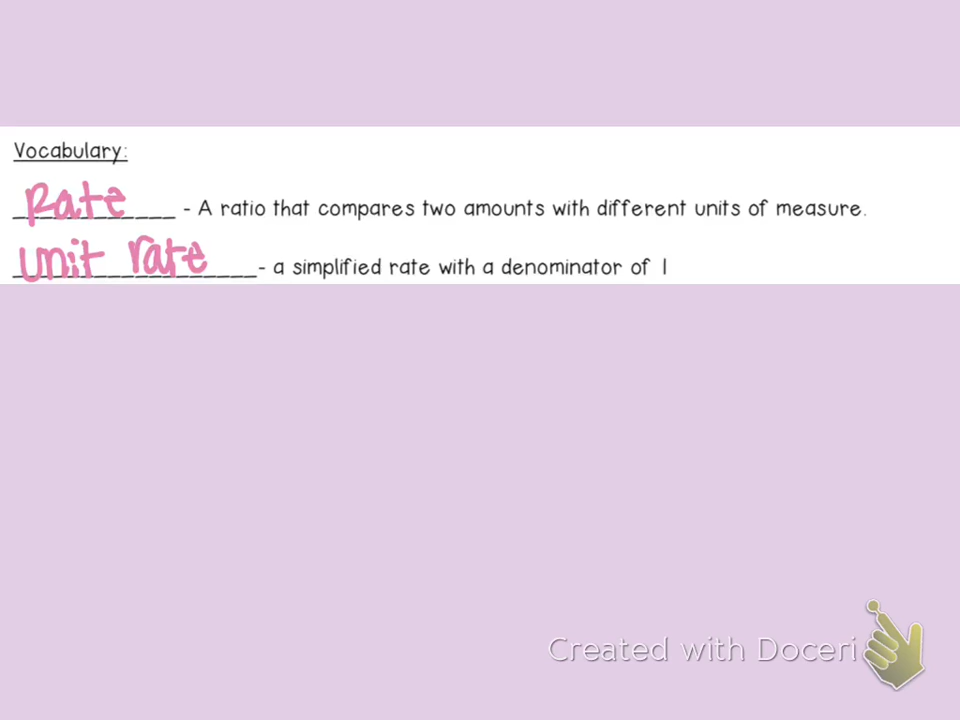 Vocabulary:
Rate - A ratio that compares two amounts with different units of measure.
unit rate - a simplified rate with a denominator of 1
Created with Doceri